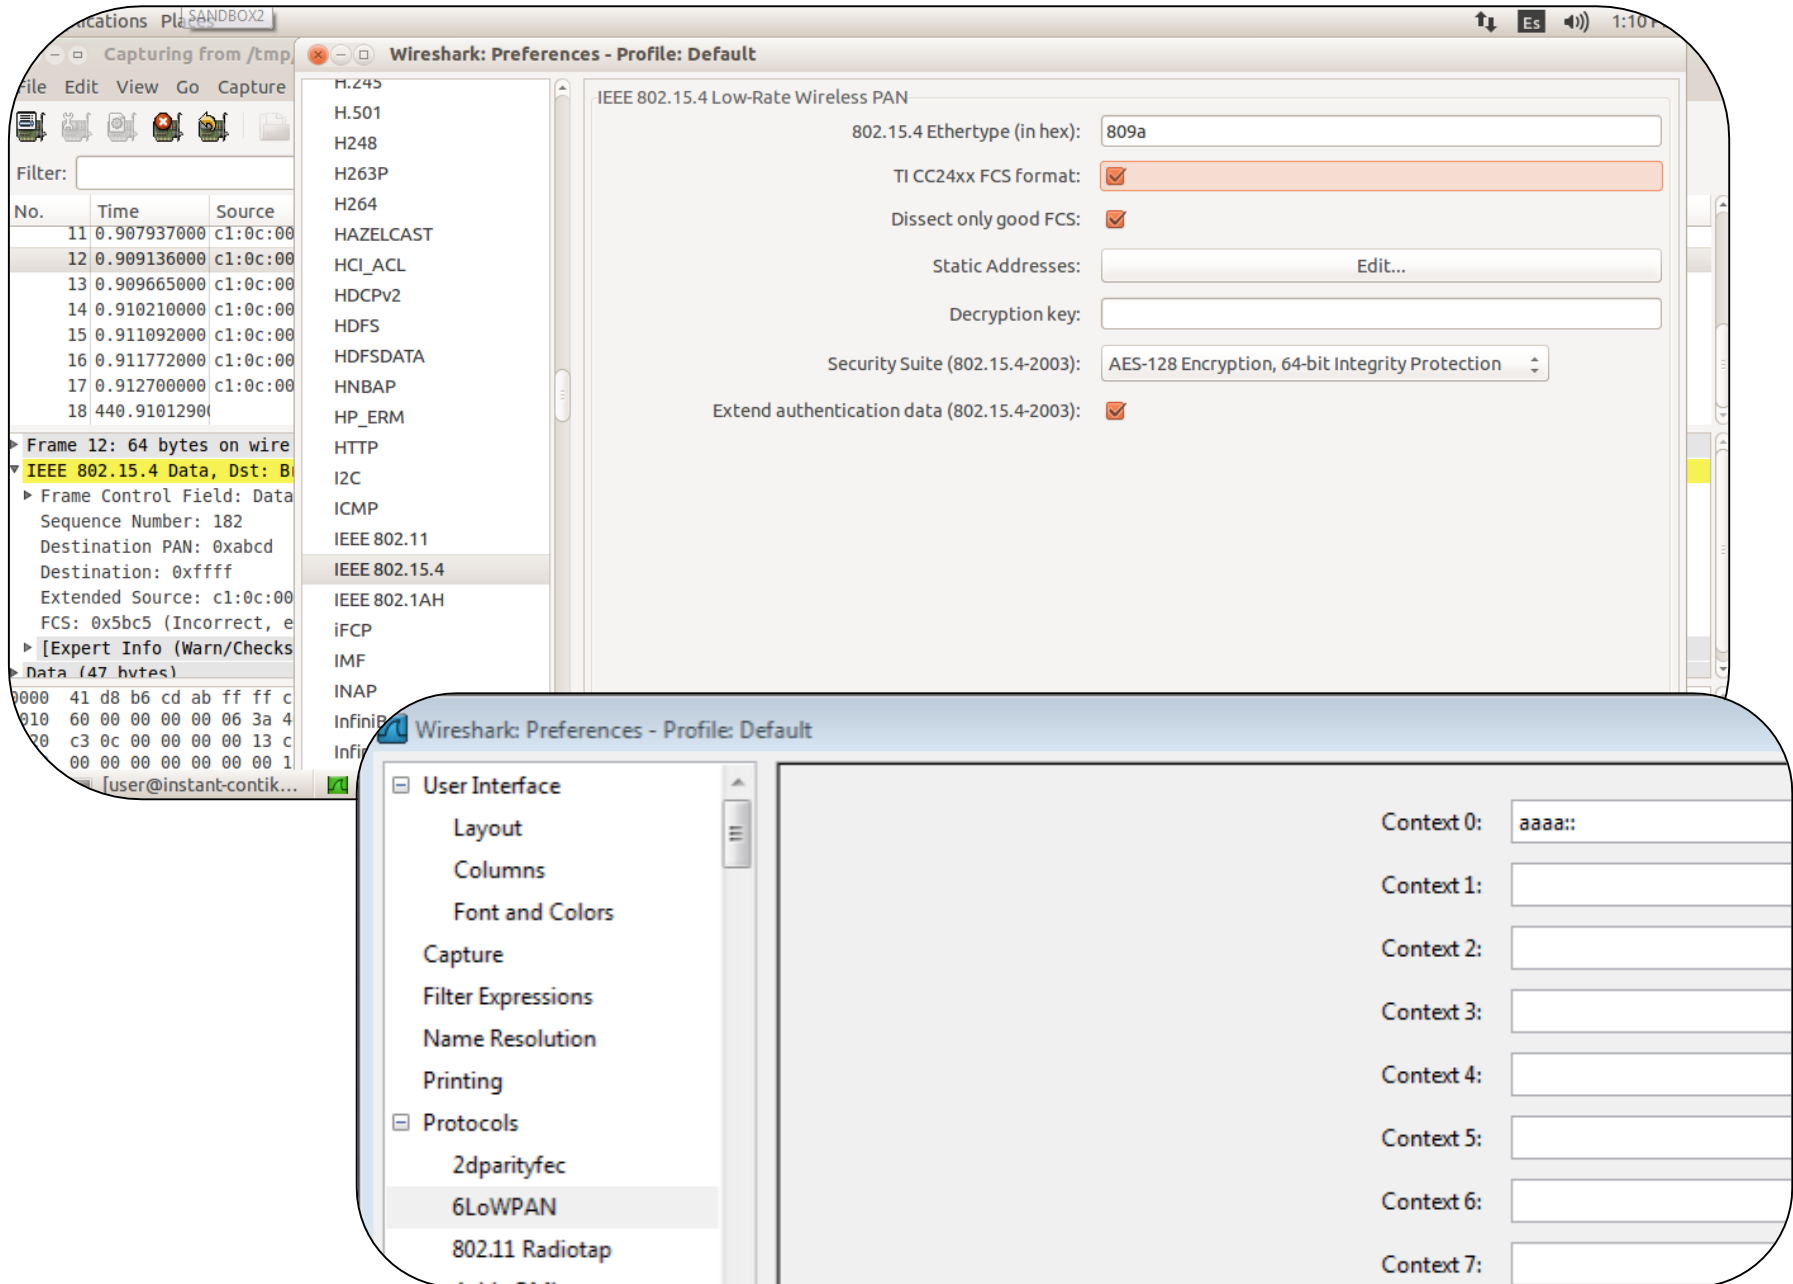 ications Pla
SANDBOX2
Es
1:10
Capturing from /tmp/
Wireshark: Preferences - Profile: Default
File Edit View Go Capture
Filter:
No. Time Source
11 0.907937000 c1:0c:00
12 0.909136000 c1:0c:00
13 0.909665000 c1:0c:00
14 0.910210000 c1:0c:00
15 0.911092000 c1:0c:00
16 0.911772000 c1:0c:00
17 0.912700000 c1:0c:00
18 440.9101290
Frame 12: 64 bytes on wire
IEEE 802.15.4 Data, Dst: B
Frame Control Field: Data
Sequence Number: 182
Destination PAN: 0xabcd
Destination: 0xffff
Extended Source: c1:0c:00
FCS: 0x5bc5 (Incorrect, e
[Expert Info (Warn/Checks
Data (47 bytes)
0000 41 d8 b6 cd ab ff ff c
010 60 00 00 00 00 06 3a 4
20 c3 0c 00 00 00 00 13 c
00 00 00 00 00 00 00 1
[user@instant-contik...
H.245
H.501
H248
H263P
H264
HAZELCAST
HCI_ACL
HDCPv2
HDFS
HDFSDATA
HNBAP
HP_ERM
HTTP
I2C
ICMP
IEEE 802.11
IEEE 802.15.4
IEEE 802.1AH
iFCP
IMF
INAP
InfiniB
Infi
IEEE 802.15.4 Low-Rate Wireless PAN
802.15.4 Ethertype (in hex): 809a
TI CC24xx FCS format:
Dissect only good FCS:
Static Addresses: Edit...
Decryption key:
Security Suite (802.15.4-2003): AES-128 Encryption, 64-bit Integrity Protection
Extend authentication data (802.15.4-2003):
Wireshark: Preferences - Profile: Default
User Interface
Layout
Columns
Font and Colors
Capture
Filter Expressions
Name Resolution
Printing
Protocols
2dparityfec
6LoWPAN
802.11 Radiotap
Context 0: aaaa::
Context 1:
Context 2:
Context 3:
Context 4:
Context 5:
Context 6:
Context 7: